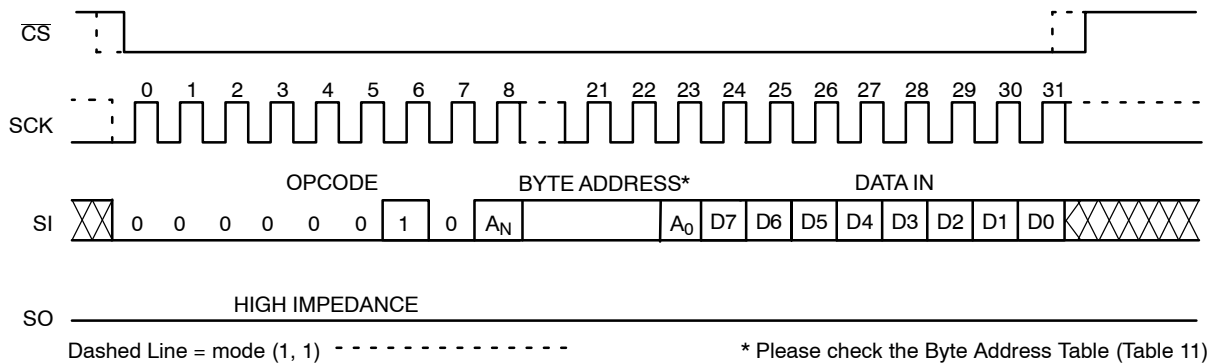 CS
0 1 2 3 4 5 6 7 8 21 22 23 24 25 26 27 28 29 30 31
SCK
OPCODE BYTE ADDRESS* DATA IN
SI 0 0 0 0 0 0 1 0 AN A0 D7 D6 D5 D4 D3 D2 D1 D0
HIGH IMPEDANCE
SO
Dashed Line = mode (1, 1) * Please check the Byte Address Table (Table 11)